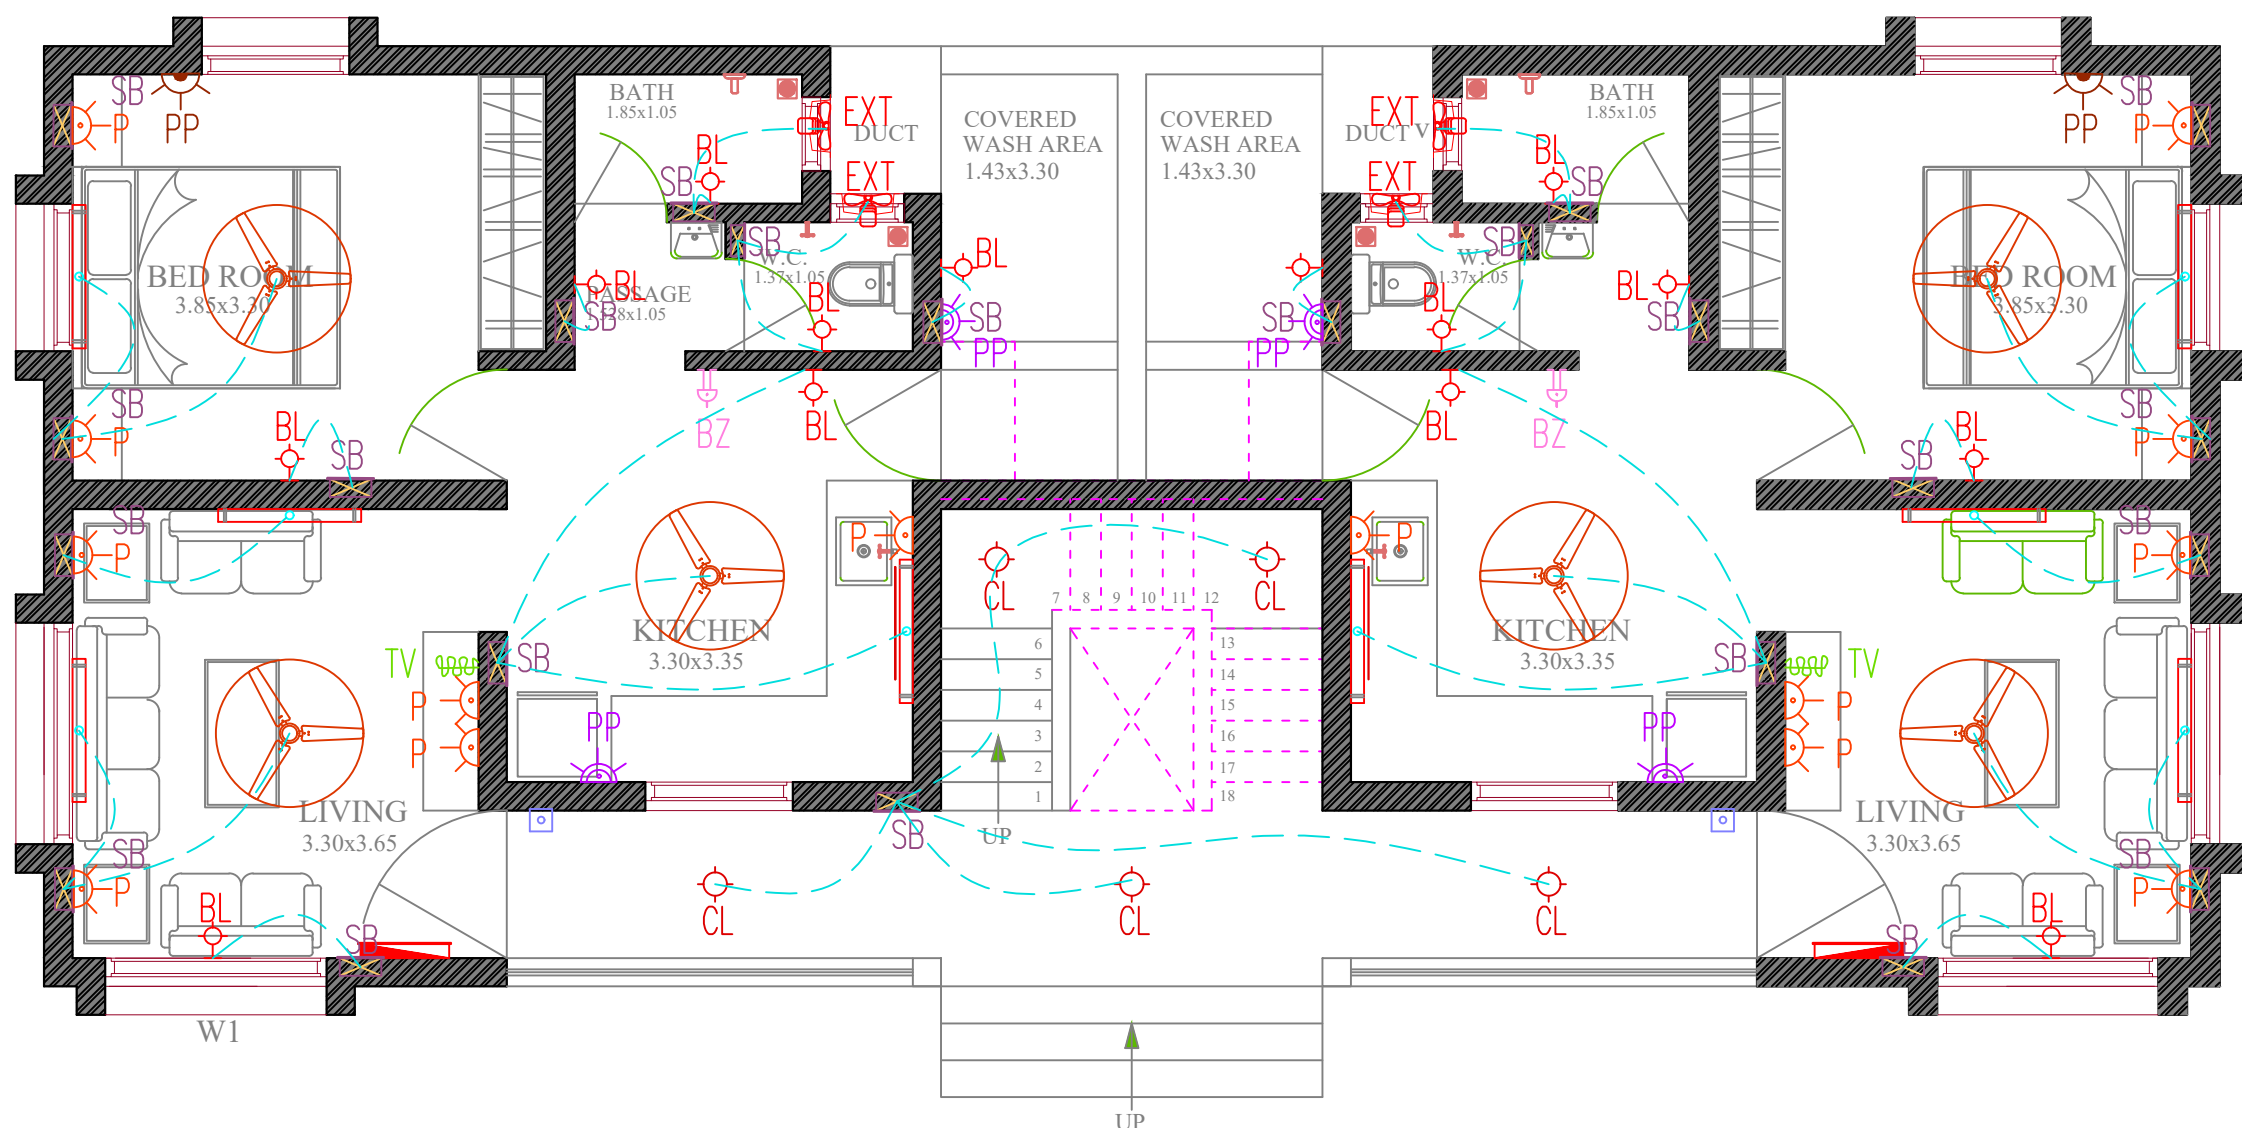 SB
P
PP
BATH
1.85x1.05
EXT
DUCT
BL
SB
EXT
COVERED
WASH AREA
1.43x3.30
COVERED
WASH AREA
1.43x3.30
EXT
DUCT
V
BL
SB
EXT
BATH
1.85x1.05
PP
SB
P
BED ROOM
3.85x3.30
BL
PASSAGE
SB
SB
W.C.
1.37x1.05
BL
BL
SB
PP
SB
PP
SB
W.C.
1.37x1.05
BL
BL
SB
BED ROOM
3.85x3.30
SB
P
BL
SB
BZ
BL
BL
BZ
SB
BL
SB
P
SB
P
P
CL
CL
P
SB
P
7 8 9 10 11 12
6
5
4
3
2
1
13
14
15
16
17
18
UP
TV
P
P
SB
KITCHEN
3.30x3.35
PP
KITCHEN
3.30x3.35
SB
PP
TV
P
P
LIVING
3.30x3.65
SB
LIVING
3.30x3.65
SB
P
BL
SB
CL
CL
CL
SB
P
BL
SB
W1
UP